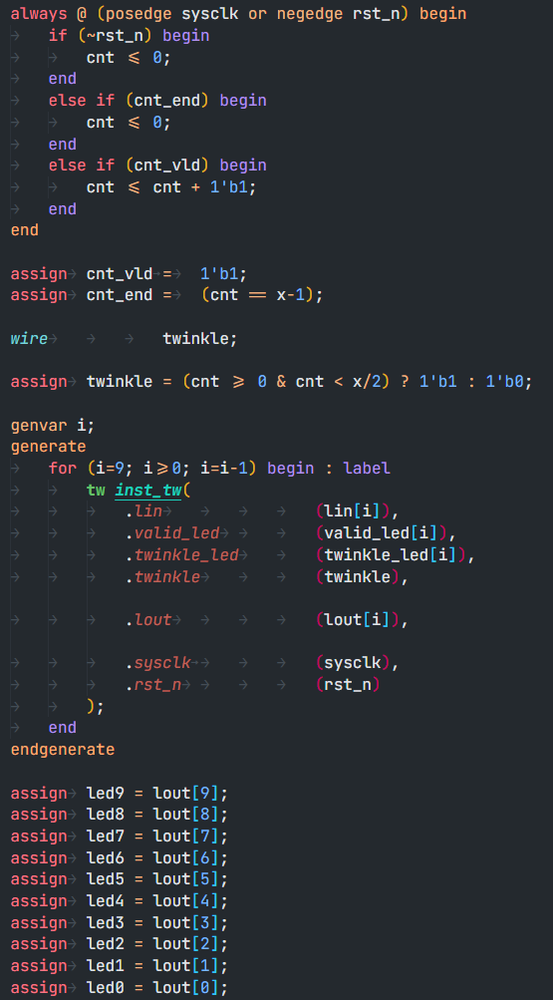 always @ (posedge sysclk or negedge rst_n) begin
if (~rst_n) begin
cnt <= 0;
end
else if (cnt_end) begin
cnt <= 0;
end
else if (cnt_vld) begin
cnt <= cnt + 1'b1;
end
end
assign cnt_vld = 1'b1;
assign cnt_end = (cnt == x-1);
wire twinkle;
assign twinkle = (cnt >= 0 & cnt < x/2) ? 1'b1 : 1'b0;
genvar i;
generate
for (i=9; i>=0; i=i-1) begin : label
tw inst_tw(
.lin (lin[i]),
.valid_led (valid_led[i]),
.twinkle_led (twinkle_led[i]),
.twinkle (twinkle),
.lout (lout[i]),
.sysclk (sysclk),
.rst_n (rst_n)
);
end
endgenerate
assign led9 = lout[9];
assign led8 = lout[8];
assign led7 = lout[7];
assign led6 = lout[6];
assign led5 = lout[5];
assign led4 = lout[4];
assign led3 = lout[3];
assign led2 = lout[2];
assign led1 = lout[1];
assign led0 = lout[0];